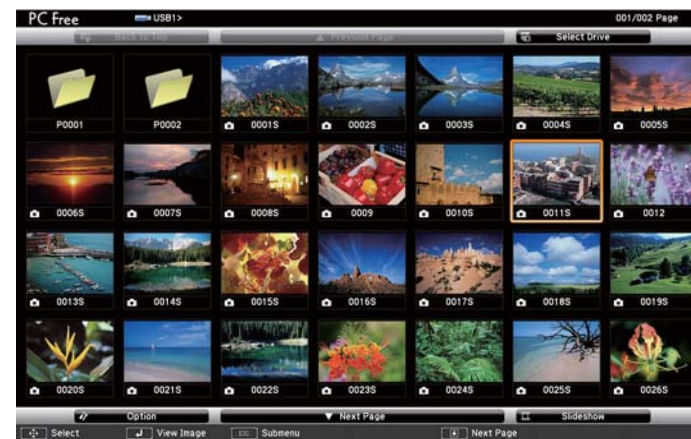 PC Free USB1> 001/002 Page
Back to Top Previous Page Select Drive
P0001 P0002 0001S 0002S 0003S 0004S 0005S
0006S 0007S 0008S 0009 0010S 0011S 0012
0013S 0014S 0015S 0016S 0017S 0018S 0019S
0020S 0021S 0022S 0023S 0024S 0025S 0026S
Option Next Page Slideshow
Select View Image Esc Submenu Next Page